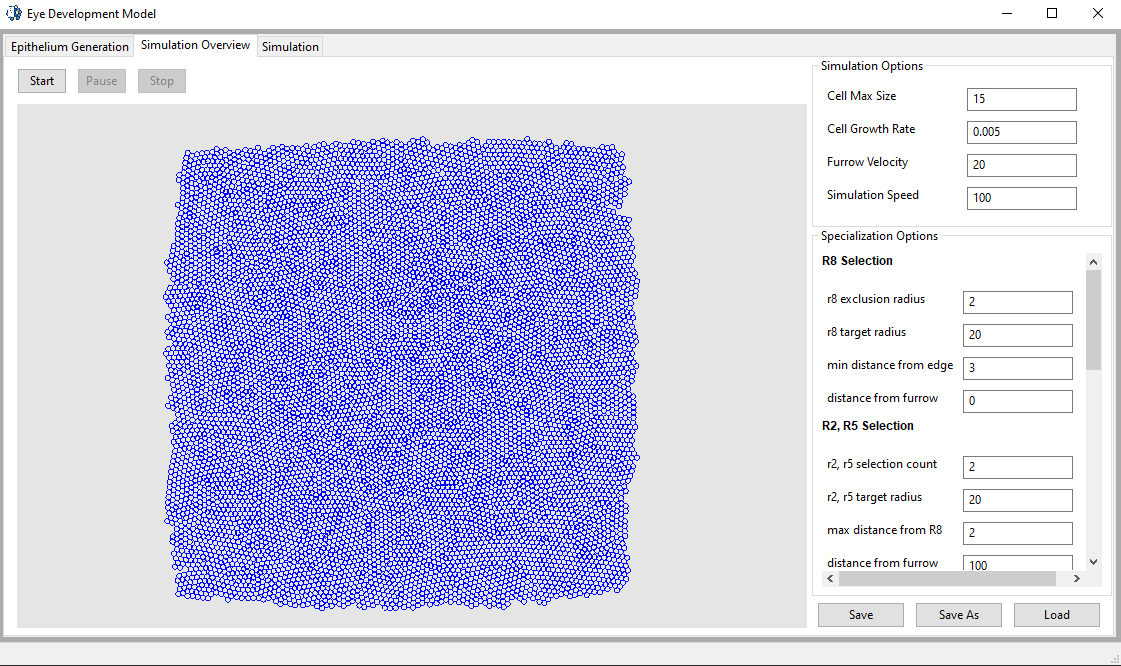 Eye Development Model
Epithelium Generation
Simulation Overview
Simulation
Start
Pause
Stop
Simulation Options
Cell Max Size
15
Cell Growth Rate
0.005
Furrow Velocity
20
Simulation Speed
100
Specialization Options
R8 Selection
r8 exclusion radius
2
r8 target radius
20
min distance from edge
3
distance from furrow
0
R2, R5 Selection
r2, r5 selection count
2
r2, r5 target radius
20
max distance from R8
2
distance from furrow
100
Save
Save As
Load